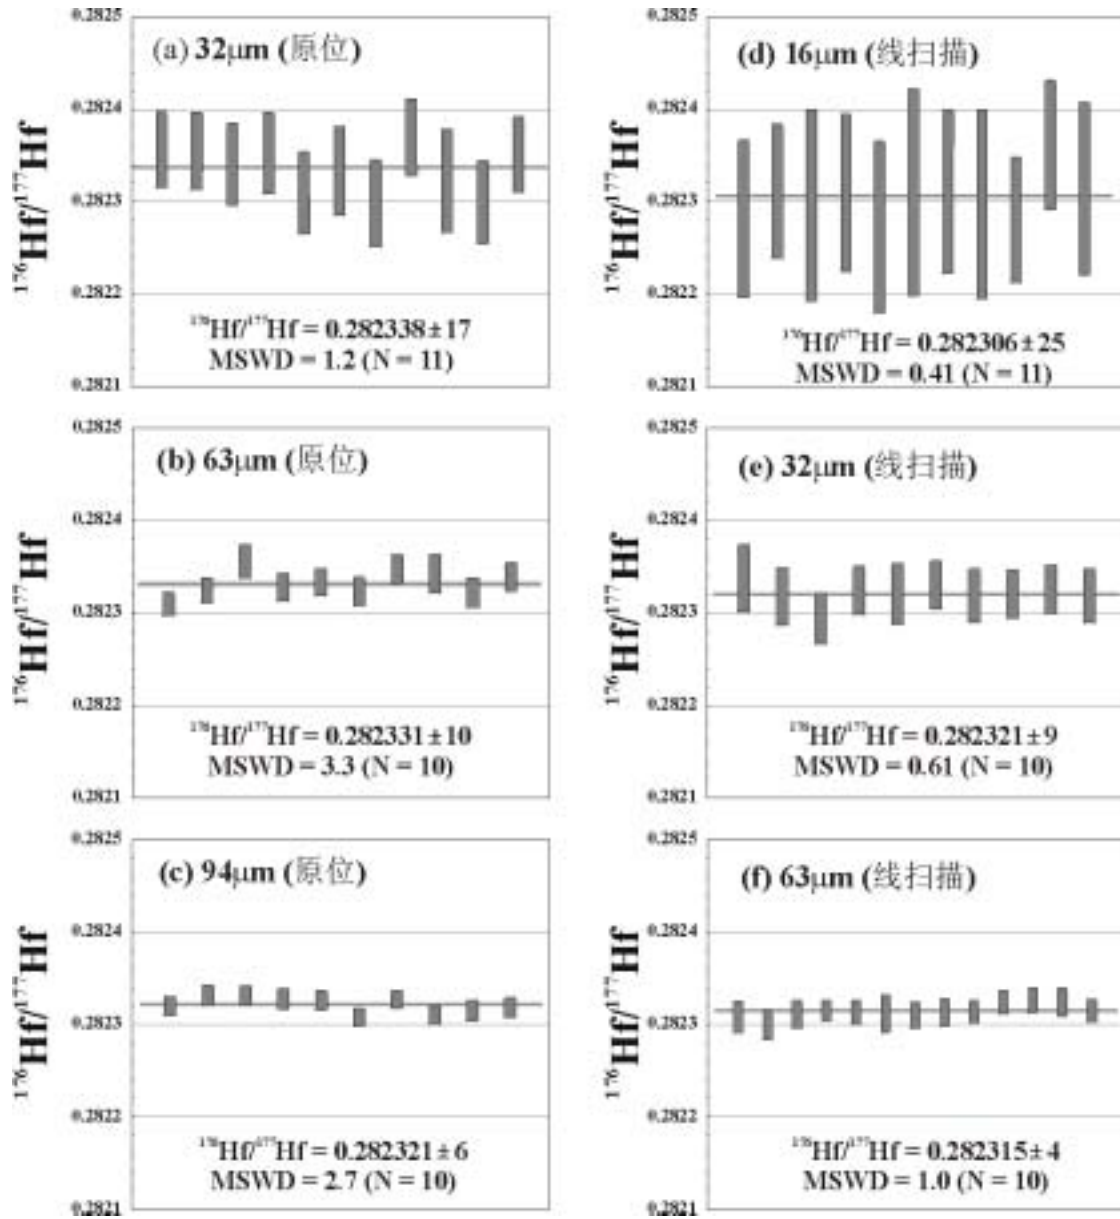 (a) 32μm (原位)
¹⁷⁶Hf/¹⁷⁷Hf
0.2825
0.2824
0.2823
0.2822
0.2821
¹⁷⁶Hf/¹⁷⁷Hf = 0.282338±17
MSWD = 1.2 (N = 11)
(d) 16μm (线扫描)
¹⁷⁶Hf/¹⁷⁷Hf
0.2825
0.2824
0.2823
0.2822
0.2821
¹⁷⁶Hf/¹⁷⁷Hf = 0.282306±25
MSWD = 0.41 (N = 11)
(b) 63μm (原位)
¹⁷⁶Hf/¹⁷⁷Hf
0.2825
0.2824
0.2823
0.2822
0.2821
¹⁷⁶Hf/¹⁷⁷Hf = 0.282331±10
MSWD = 3.3 (N = 10)
(e) 32μm (线扫描)
¹⁷⁶Hf/¹⁷⁷Hf
0.2825
0.2824
0.2823
0.2822
0.2821
¹⁷⁶Hf/¹⁷⁷Hf = 0.282321±9
MSWD = 0.61 (N = 10)
(c) 94μm (原位)
¹⁷⁶Hf/¹⁷⁷Hf
0.2825
0.2824
0.2823
0.2822
0.2821
¹⁷⁶Hf/¹⁷⁷Hf = 0.282321±6
MSWD = 2.7 (N = 10)
(f) 63μm (线扫描)
¹⁷⁶Hf/¹⁷⁷Hf
0.2825
0.2824
0.2823
0.2822
0.2821
¹⁷⁶Hf/¹⁷⁷Hf = 0.282315±4
MSWD = 1.0 (N = 10)